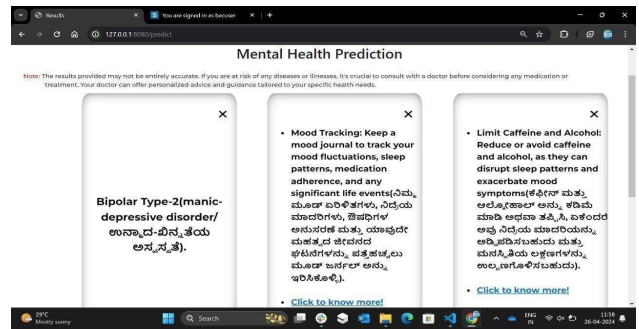 Results
You are signed in as becuser
127.0.0.1:8080/predict
Mental Health Prediction
Note: The results provided may not be entirely accurate. If you are at risk of any diseases or illnesses, it's crucial to consult with a doctor before considering any medication or
treatment. Your doctor can offer personalized advice and guidance tailored to your specific health needs.
Bipolar Type-2(manic-
depressive disorder/
ಉನ್ಮಾದ-ಖಿನ್ನತೆಯ
ಅಸ್ವಸ್ಥತೆ).
• Mood Tracking: Keep a
mood journal to track your
mood fluctuations, sleep
patterns, medication
adherence, and any
significant life events(ನಿಮ್ಮ
ಮೂಡ್ ಏರಿಳಿತಗಳು, ನಿದ್ರೆಯ
ಮಾದರಿಗಳು, ಔಷಧಿಗಳ
ಅನುಸರಣೆ ಮತ್ತು ಯಾವುದೇ
ಮಹತ್ವದ ಜೀವನದ
ಘಟನೆಗಳನ್ನು ಪತ್ತೆಹಚ್ಚಲು
ಮೂಡ್ ಜರ್ನಲ್ ಅನ್ನು
ಇರಿಸಿಕೊಳ್ಳಿ).
• Click to know more!
• Limit Caffeine and Alcohol:
Reduce or avoid caffeine
and alcohol, as they can
disrupt sleep patterns and
exacerbate mood
symptoms(ಕೆಫೀನ್ ಮತ್ತು
ಆಲ್ಕೋಹಾಲ್ ಅನ್ನು ಕಡಿಮೆ
ಮಾಡಿ ಅಥವಾ ತಪ್ಪಿಸಿ, ಏಕೆಂದರೆ
ಅವು ನಿದ್ರೆಯ ಮಾದರಿಯನ್ನು
ಅಡ್ಡಿಪಡಿಸಬಹುದು ಮತ್ತು
ಮನಸ್ಥಿತಿಯ ಲಕ್ಷಣಗಳನ್ನು
ಉಲ್ಬಣಗೊಳಿಸಬಹುದು).
• Click to know more!
29°C
Mostly sunny
Search
ENG
IN
11:58
26-04-2024